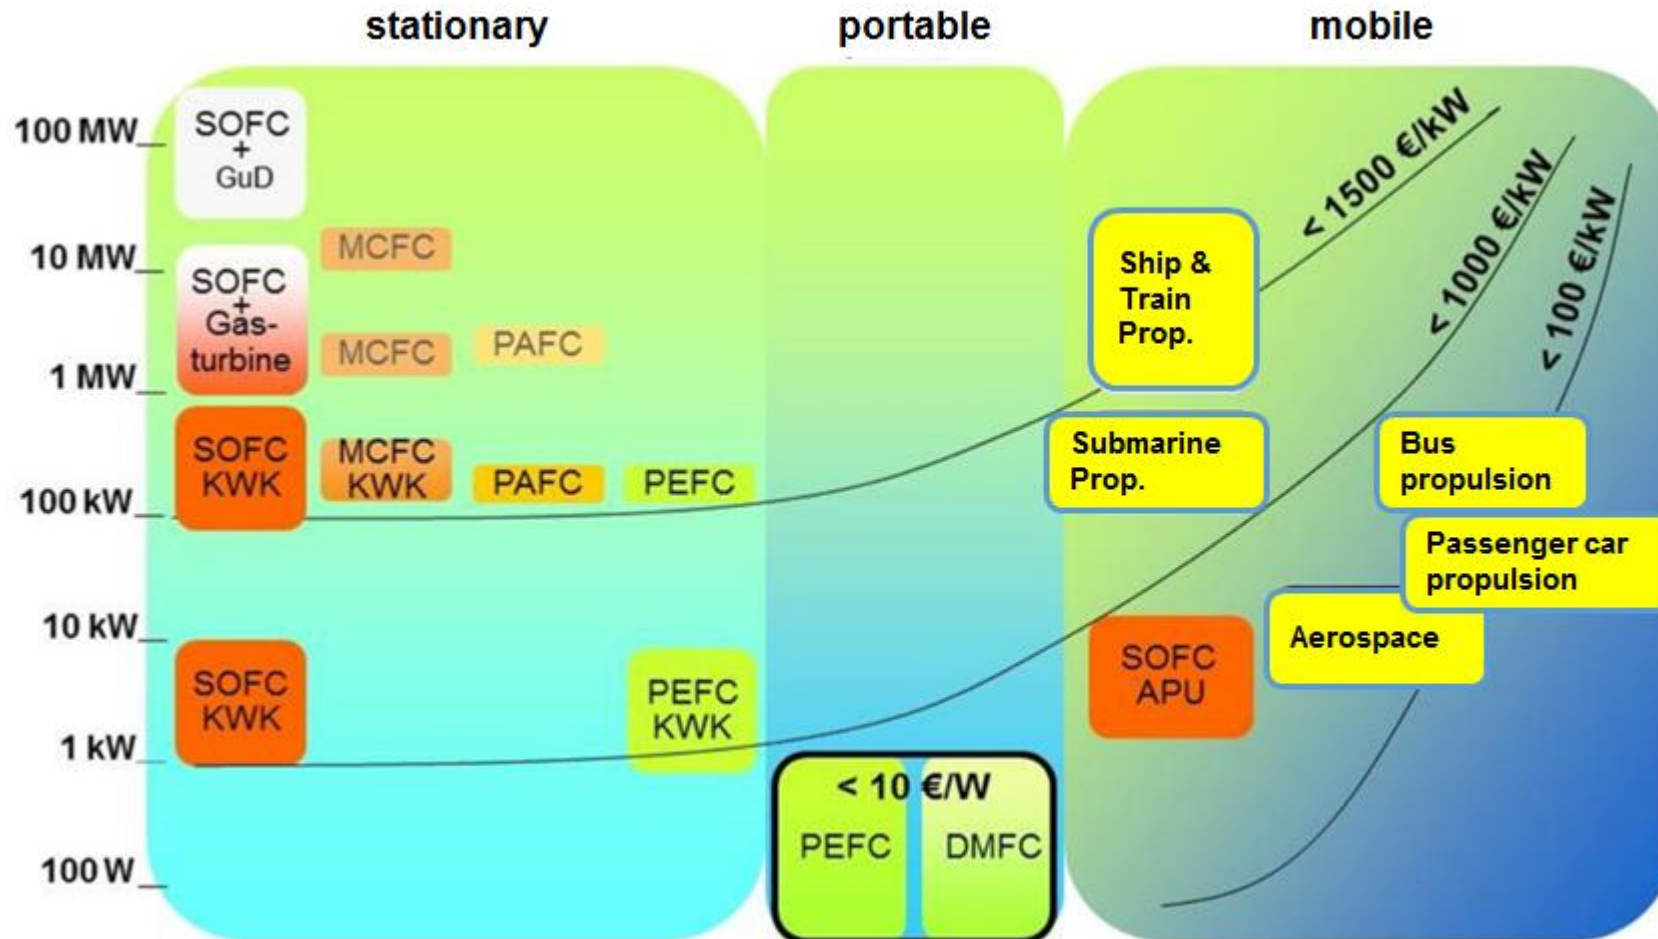 stationary
portable
mobile
100 MW
10 MW
1 MW
100 kW
10 kW
1 kW
100 W
SOFC
+
GuD
SOFC
+
Gas-
turbine
SOFC
KWK
SOFC
KWK
MCFC
MCFC
MCFC
KWK
PAFC
PAFC
PEFC
PEFC
KWK
< 10 €/W
PEFC
DMFC
Ship &
Train
Prop.
Submarine
Prop.
SOFC
APU
Aerospace
Bus
propulsion
Passenger car
propulsion
< 1500 €/kW
< 1000 €/kW
< 100 €/kW